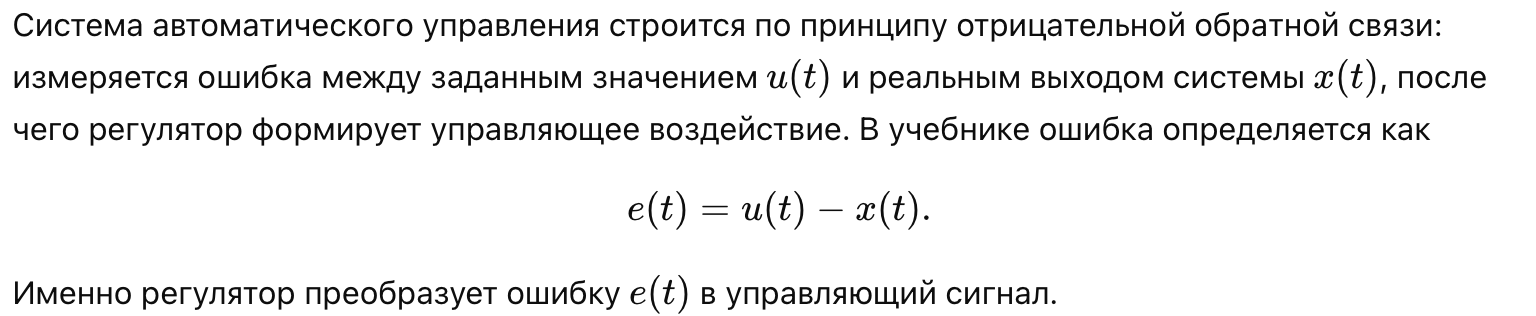 Система автоматического управления строится по принципу отрицательной обратной связи:
измеряется ошибка между заданным значением u(t) и реальным выходом системы x(t), после
чего регулятор формирует управляющее воздействие. В учебнике ошибка определяется как
e(t) = u(t) − x(t).
Именно регулятор преобразует ошибку e(t) в управляющий сигнал.